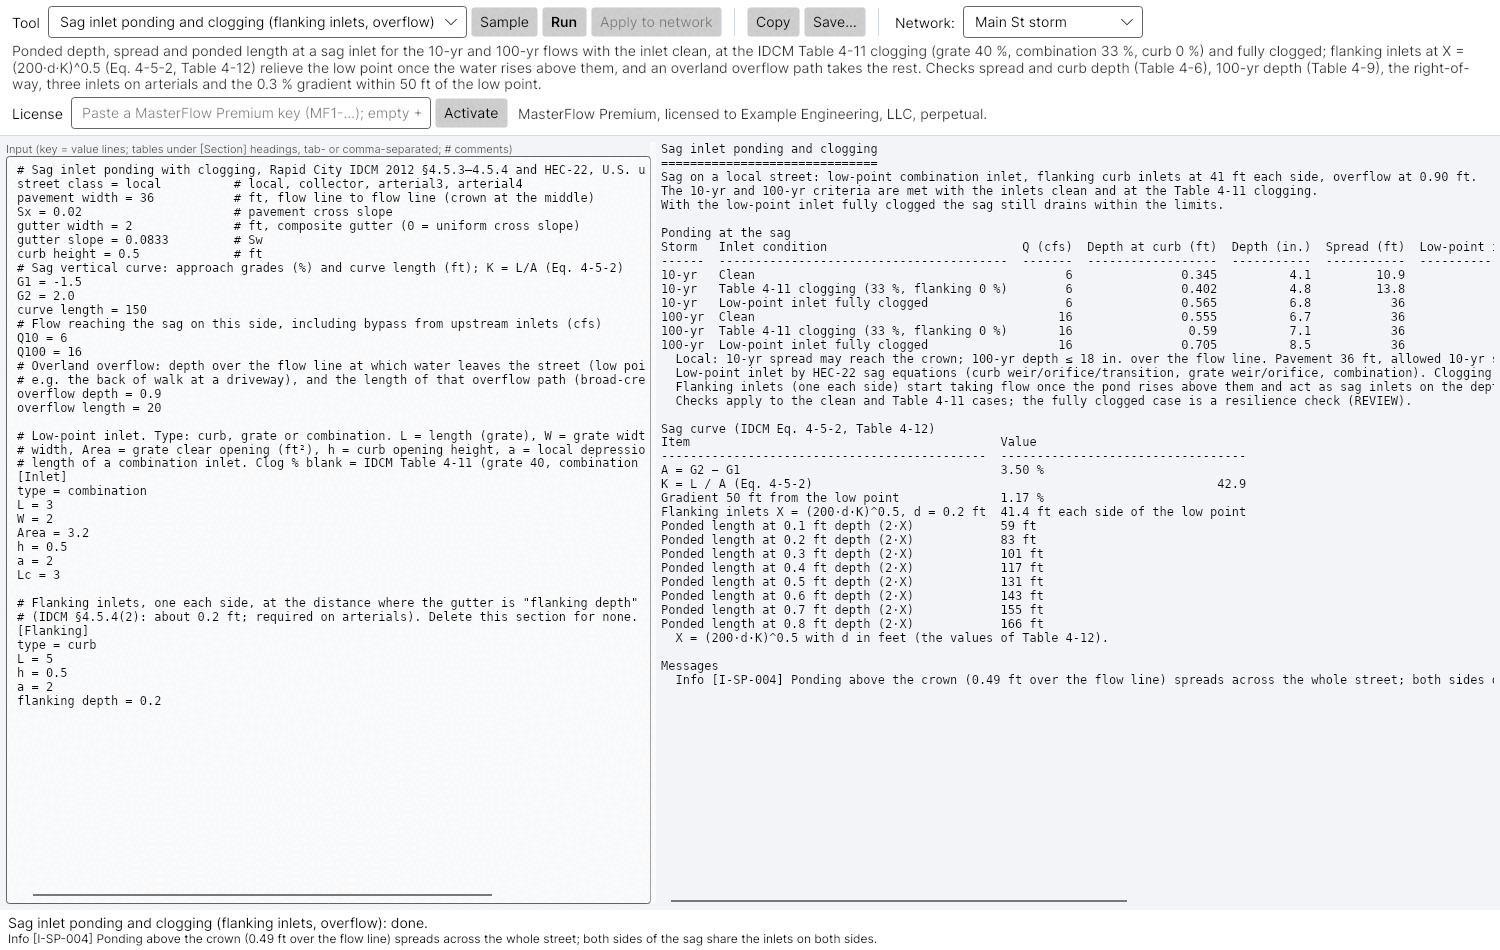 Tool Sag inlet ponding and clogging (flanking inlets, overflow) Sample Run Apply to network Copy Save... Network: Main St storm
Ponded depth, spread and ponded length at a sag inlet for the 10-yr and 100-yr flows with the inlet clean, at the IDCM Table 4-11 clogging (grate 40 %, combination 33 %, curb 0 %) and fully clogged; flanking inlets at X =
(200·d·K)^0.5 (Eq. 4-5-2, Table 4-12) relieve the low point once the water rises above them, and an overland overflow path takes the rest. Checks spread and curb depth (Table 4-6), 100-yr depth (Table 4-9), the right-of-
way, three inlets on arterials and the 0.3 % gradient within 50 ft of the low point.
License Paste a MasterFlow Premium key (MF1-...); empty + Activate MasterFlow Premium, licensed to Example Engineering, LLC, perpetual.
Input (key = value lines; tables under [Section] headings, tab- or comma-separated; # comments)
# Sag inlet ponding with clogging, Rapid City IDCM 2012 §4.5.3–4.5.4 and HEC-22, U.S. u
street class = local # local, collector, arterial3, arterial4
pavement width = 36 # ft, flow line to flow line (crown at the middle)
Sx = 0.02 # pavement cross slope
gutter width = 2 # ft, composite gutter (0 = uniform cross slope)
gutter slope = 0.0833 # Sw
curb height = 0.5 # ft
# Sag vertical curve: approach grades (%) and curve length (ft); K = L/A (Eq. 4-5-2)
G1 = -1.5
G2 = 2.0
curve length = 150
# Flow reaching the sag on this side, including bypass from upstream inlets (cfs)
Q10 = 6
Q100 = 16
# Overland overflow: depth over the flow line at which water leaves the street (low poi
# e.g. the back of walk at a driveway), and the length of that overflow path (broad-cre
overflow depth = 0.9
overflow length = 20
# Low-point inlet. Type: curb, grate or combination. L = length (grate), W = grate widt
# width, Area = grate clear opening (ft²), h = curb opening height, a = local depressio
# length of a combination inlet. Clog % blank = IDCM Table 4-11 (grate 40, combination
[Inlet]
type = combination
L = 3
W = 2
Area = 3.2
h = 0.5
a = 2
Lc = 3
# Flanking inlets, one each side, at the distance where the gutter is "flanking depth"
# (IDCM §4.5.4(2): about 0.2 ft; required on arterials). Delete this section for none.
[Flanking]
type = curb
L = 5
h = 0.5
a = 2
flanking depth = 0.2
Sag inlet ponding and clogging
==============================
Sag on a local street: low-point combination inlet, flanking curb inlets at 41 ft each side, overflow at 0.90 ft.
The 10-yr and 100-yr criteria are met with the inlets clean and at the Table 4-11 clogging.
With the low-point inlet fully clogged the sag still drains within the limits.
Ponding at the sag
Storm Inlet condition Q (cfs) Depth at curb (ft) Depth (in.) Spread (ft) Low-point
10-yr Clean 6 0.345 4.1 10.9
10-yr Table 4-11 clogging (33 %, flanking 0 %) 6 0.402 4.8 13.8
10-yr Low-point inlet fully clogged 6 0.565 6.8 36
100-yr Clean 16 0.555 6.7 36
100-yr Table 4-11 clogging (33 %, flanking 0 %) 16 0.59 7.1 36
100-yr Low-point inlet fully clogged 16 0.705 8.5 36
Local: 10-yr spread may reach the crown; 100-yr depth ≤ 18 in. over the flow line. Pavement 36 ft, allowed 10-yr
Low-point inlet by HEC-22 sag equations (curb weir/orifice/transition, grate weir/orifice, combination). Clogging
Flanking inlets (one each side) start taking flow once the pond rises above them and act as sag inlets on the dep
Checks apply to the clean and Table 4-11 cases; the fully clogged case is a resilience check (REVIEW).
Sag curve (IDCM Eq. 4-5-2, Table 4-12)
Item Value
A = G2 − G1 3.50 %
K = L / A (Eq. 4-5-2) 42.9
Gradient 50 ft from the low point 1.17 %
Flanking inlets X = (200·d·K)^0.5, d = 0.2 ft 41.4 ft each side of the low point
Ponded length at 0.1 ft depth (2·X) 59 ft
Ponded length at 0.2 ft depth (2·X) 83 ft
Ponded length at 0.3 ft depth (2·X) 101 ft
Ponded length at 0.4 ft depth (2·X) 117 ft
Ponded length at 0.5 ft depth (2·X) 131 ft
Ponded length at 0.6 ft depth (2·X) 143 ft
Ponded length at 0.7 ft depth (2·X) 155 ft
Ponded length at 0.8 ft depth (2·X) 166 ft
X = (200·d·K)^0.5 with d in feet (the values of Table 4-12).
Messages
Info [I-SP-004] Ponding above the crown (0.49 ft over the flow line) spreads across the whole street; both sides
Sag inlet ponding and clogging (flanking inlets, overflow): done.
Info [I-SP-004] Ponding above the crown (0.49 ft over the flow line) spreads across the whole street; both sides of the sag share the inlets on both sides.